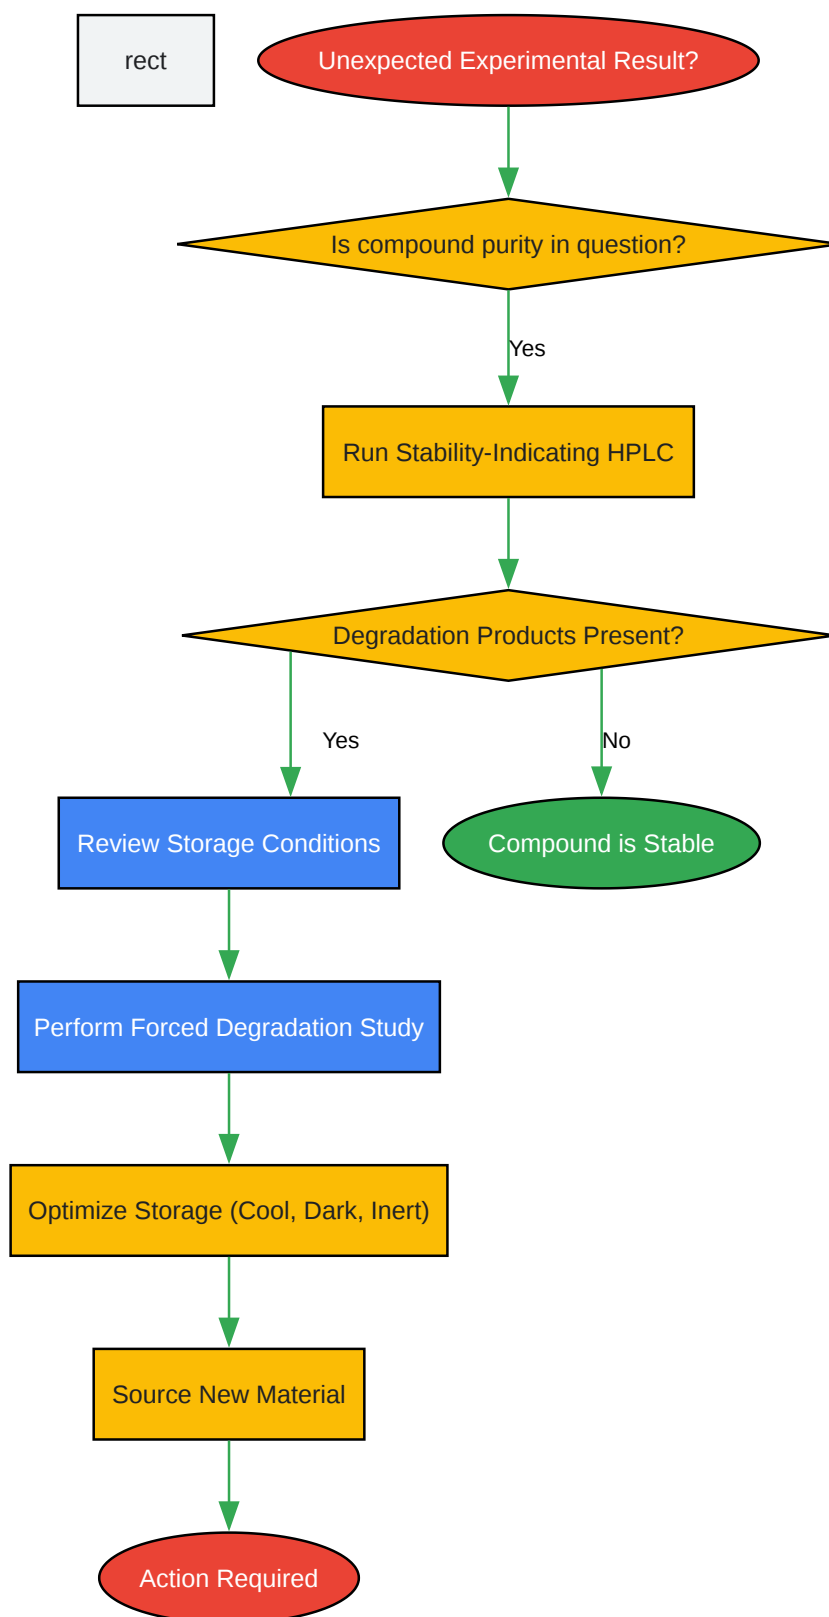 rect
Unexpected Experimental Result?
Is compound purity in question?
Yes
Run Stability-Indicating HPLC
Degradation Products Present?
Yes
No
Review Storage Conditions
Compound is Stable
Perform Forced Degradation Study
Optimize Storage (Cool, Dark, Inert)
Source New Material
Action Required